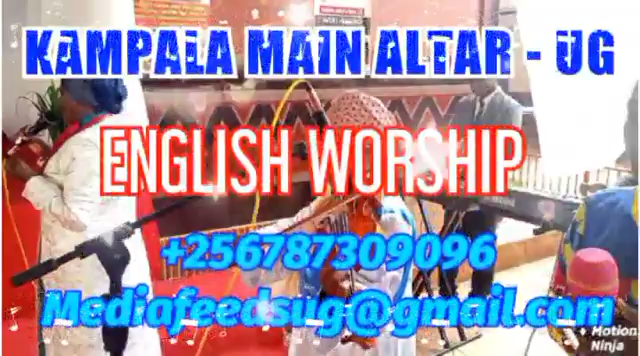 KAMPALA MAIN ALTAR - UG
ENGLISH WORSHIP
+256787309096
Mediafeedsug@gmail.com
Motion
Ninja